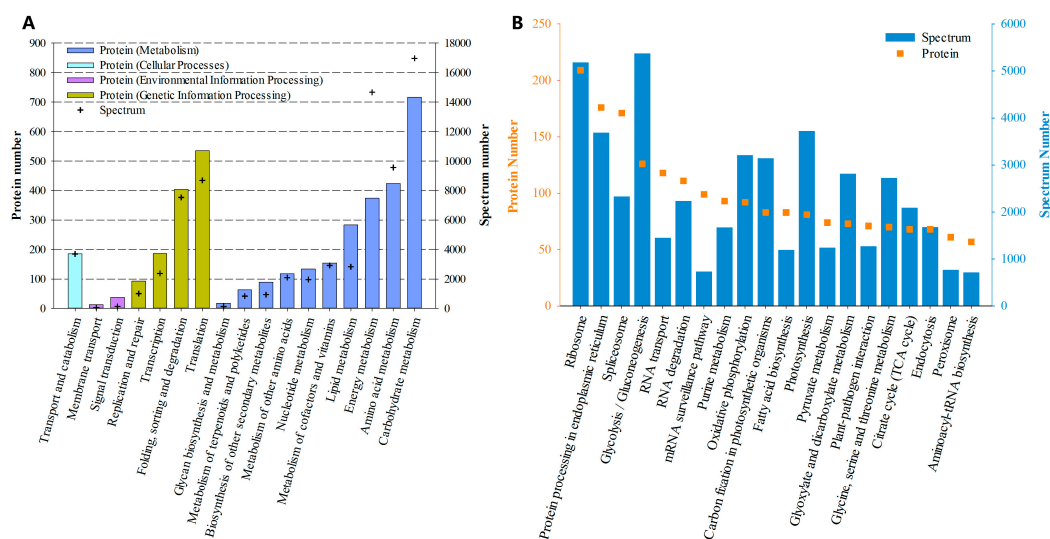 A
Protein number
900
800
700
600
500
400
300
200
100
0
Protein (Metabolism)
Protein (Cellular Processes)
Protein (Environmental Information Processing)
Protein (Genetic Information Processing)
Spectrum
18000
16000
14000
12000
10000
8000
6000
4000
2000
0
Spectrum number
Transport and catabolism
Membrane transport
Signal transduction
Replication and repair
Transcription
Folding, sorting and degradation
Translation
Glycan biosynthesis and metabolism
Metabolism of terpenoids and polyketides
Biosynthesis of other secondary metabolites
Metabolism of other amino acids
Nucleotide metabolism
Metabolism of cofactors and vitamins
Lipid metabolism
Energy metabolism
Amino acid metabolism
Carbohydrate metabolism
B
Protein Number
250
200
150
100
50
0
Spectrum
Protein
6000
5000
4000
3000
2000
1000
0
Spectrum Number
Ribosome
Protein processing in endoplasmic reticulum
Spliceosome
Glycolysis / Gluconeogenesis
RNA transport
RNA degradation
mRNA surveillance pathway
Purine metabolism
Oxidative phosphorylation
Carbon fixation in photosynthetic organisms
Fatty acid biosynthesis
Photosynthesis
Pyruvate metabolism
Glyoxylate and dicarboxylate metabolism
Plant-pathogen interaction
Glycine, serine and threonine metabolism
Citrate cycle (TCA cycle)
Endocytosis
Peroxisome
Aminoacyl-tRNA biosynthesis